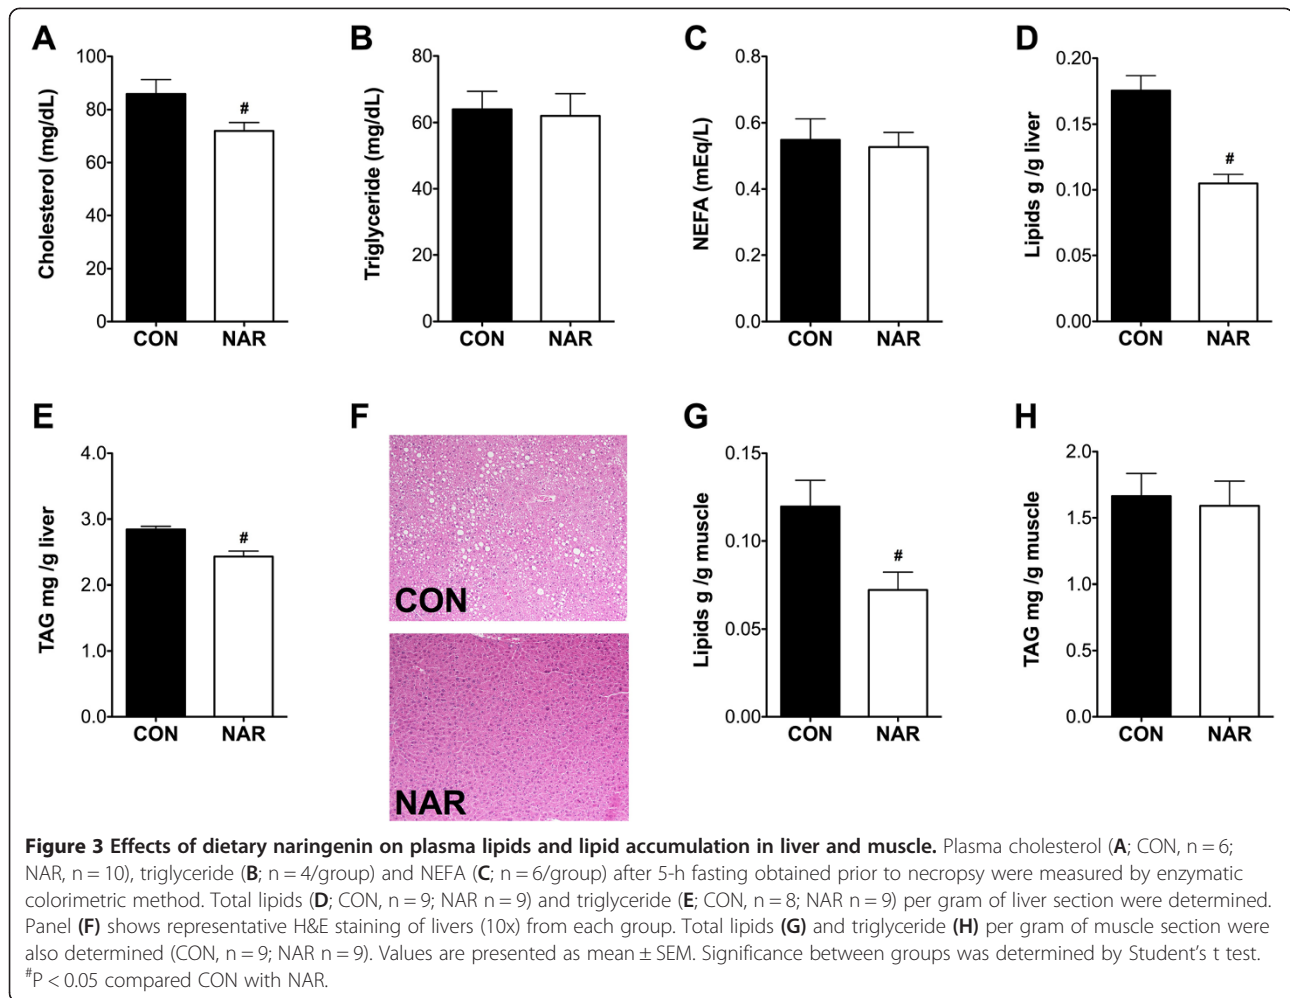 A
Cholesterol (mg/dL)
100
80
60
40
20
0
#
CON NAR
B
Triglyceride (mg/dL)
80
60
40
20
0
CON NAR
C
NEFA (mEq/L)
0.8
0.6
0.4
0.2
0.0
CON NAR
D
Lipids g /g liver
0.20
0.15
0.10
0.05
0.00
#
CON NAR
E
TAG mg /g liver
4.0
3.0
2.0
1.0
0.0
#
CON NAR
F
CON
NAR
G
Lipids g /g muscle
0.15
0.10
0.05
0.00
#
CON NAR
H
TAG mg /g muscle
2.0
1.5
1.0
0.5
0.0
CON NAR
Figure 3 Effects of dietary naringenin on plasma lipids and lipid accumulation in liver and muscle. Plasma cholesterol (A; CON, n = 6;
NAR, n = 10), triglyceride (B; n = 4/group) and NEFA (C; n = 6/group) after 5-h fasting obtained prior to necropsy were measured by enzymatic
colorimetric method. Total lipids (D; CON, n = 9; NAR n = 9) and triglyceride (E; CON, n = 8; NAR n = 9) per gram of liver section were determined.
Panel (F) shows representative H&E staining of livers (10x) from each group. Total lipids (G) and triglyceride (H) per gram of muscle section were
also determined (CON, n = 9; NAR n = 9). Values are presented as mean ± SEM. Significance between groups was determined by Student's t test.
#P < 0.05 compared CON with NAR.